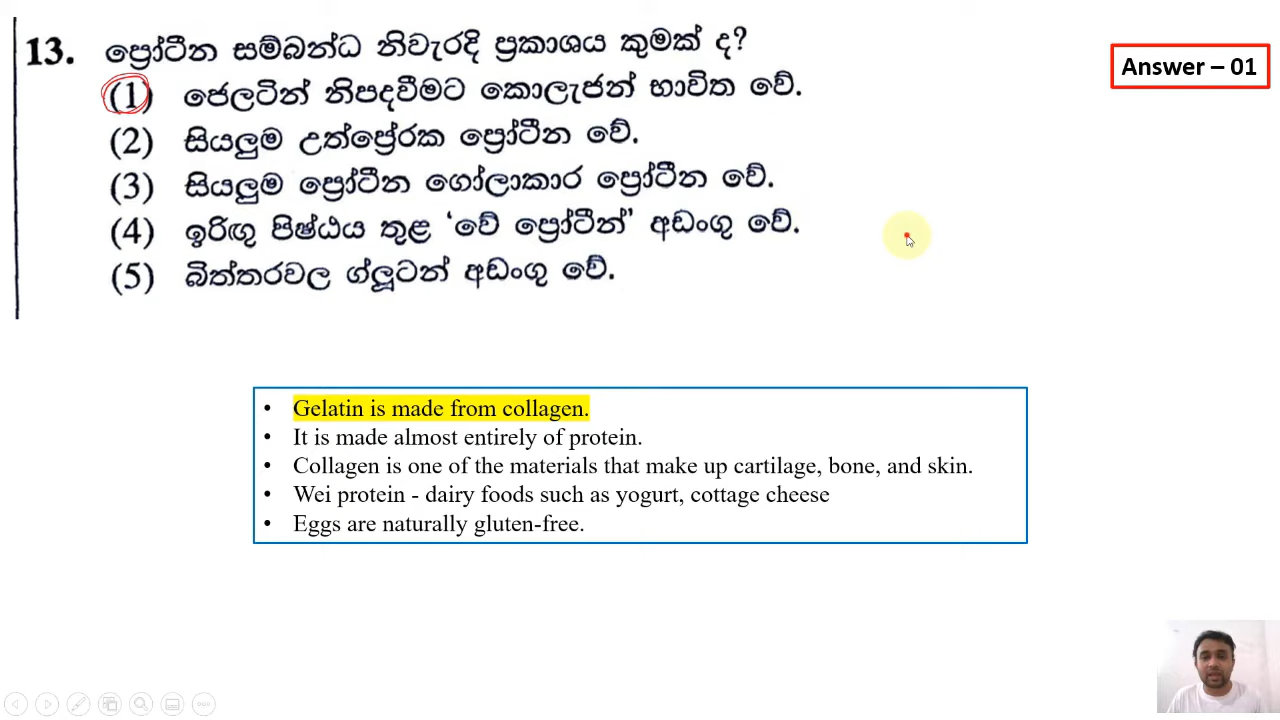 13. ප්‍රෝටීන සම්බන්ධ නිවැරදි ප්‍රකාශය කුමක් ද?
Answer – 01
(1) ජෙලටින් නිපදවීමට කොලැජන් භාවිත වේ.
(2) සියලුම උත්ප්‍රේරක ප්‍රෝටීන වේ.
(3) සියලුම ප්‍රෝටීන ගෝලාකාර ප්‍රෝටීන වේ.
(4) ඉරිඟු පිෂ්ඨය තුළ ‘වේ ප්‍රෝටීන්’ අඩංගු වේ.
(5) බිත්තරවල ග්ලූටන් අඩංගු වේ.
• Gelatin is made from collagen.
• It is made almost entirely of protein.
• Collagen is one of the materials that make up cartilage, bone, and skin.
• Wei protein - dairy foods such as yogurt, cottage cheese
• Eggs are naturally gluten-free.